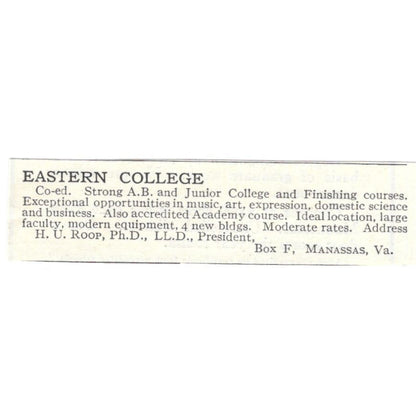 EASTERN COLLEGE
Co-ed. Strong A.B. and Junior College and Finishing courses.
Exceptional opportunities in music, art, expression, domestic science
and business. Also accredited Academy course. Ideal location, large
faculty, modern equipment, 4 new bldgs. Moderate rates. Address
H. U. ROOP, Ph.D., LL.D., President,
Box F, MANASSAS, Va.